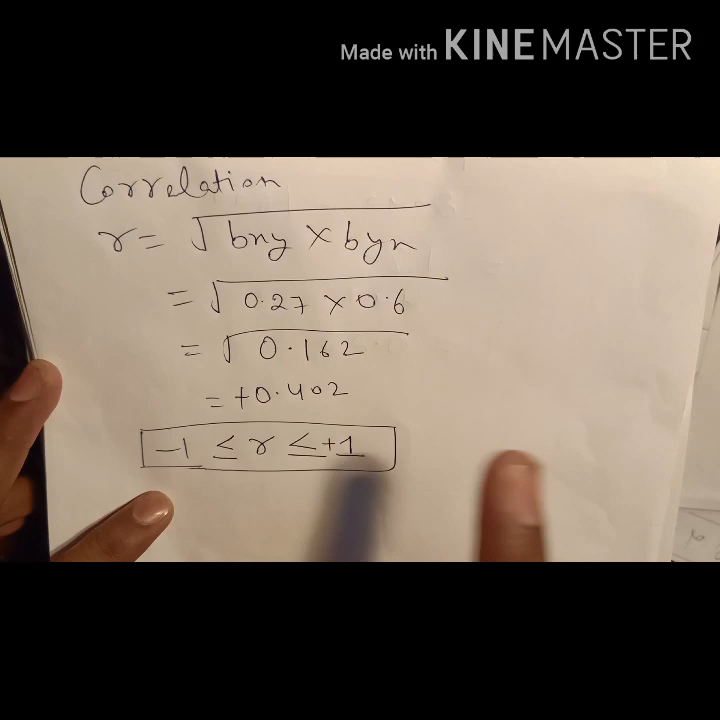 Made with KINEMASTER
Correlation
r = √bxy × byx
= √0.27 × 0.6
= √0.162
= +0.402
-1 ≤ r ≤ +1